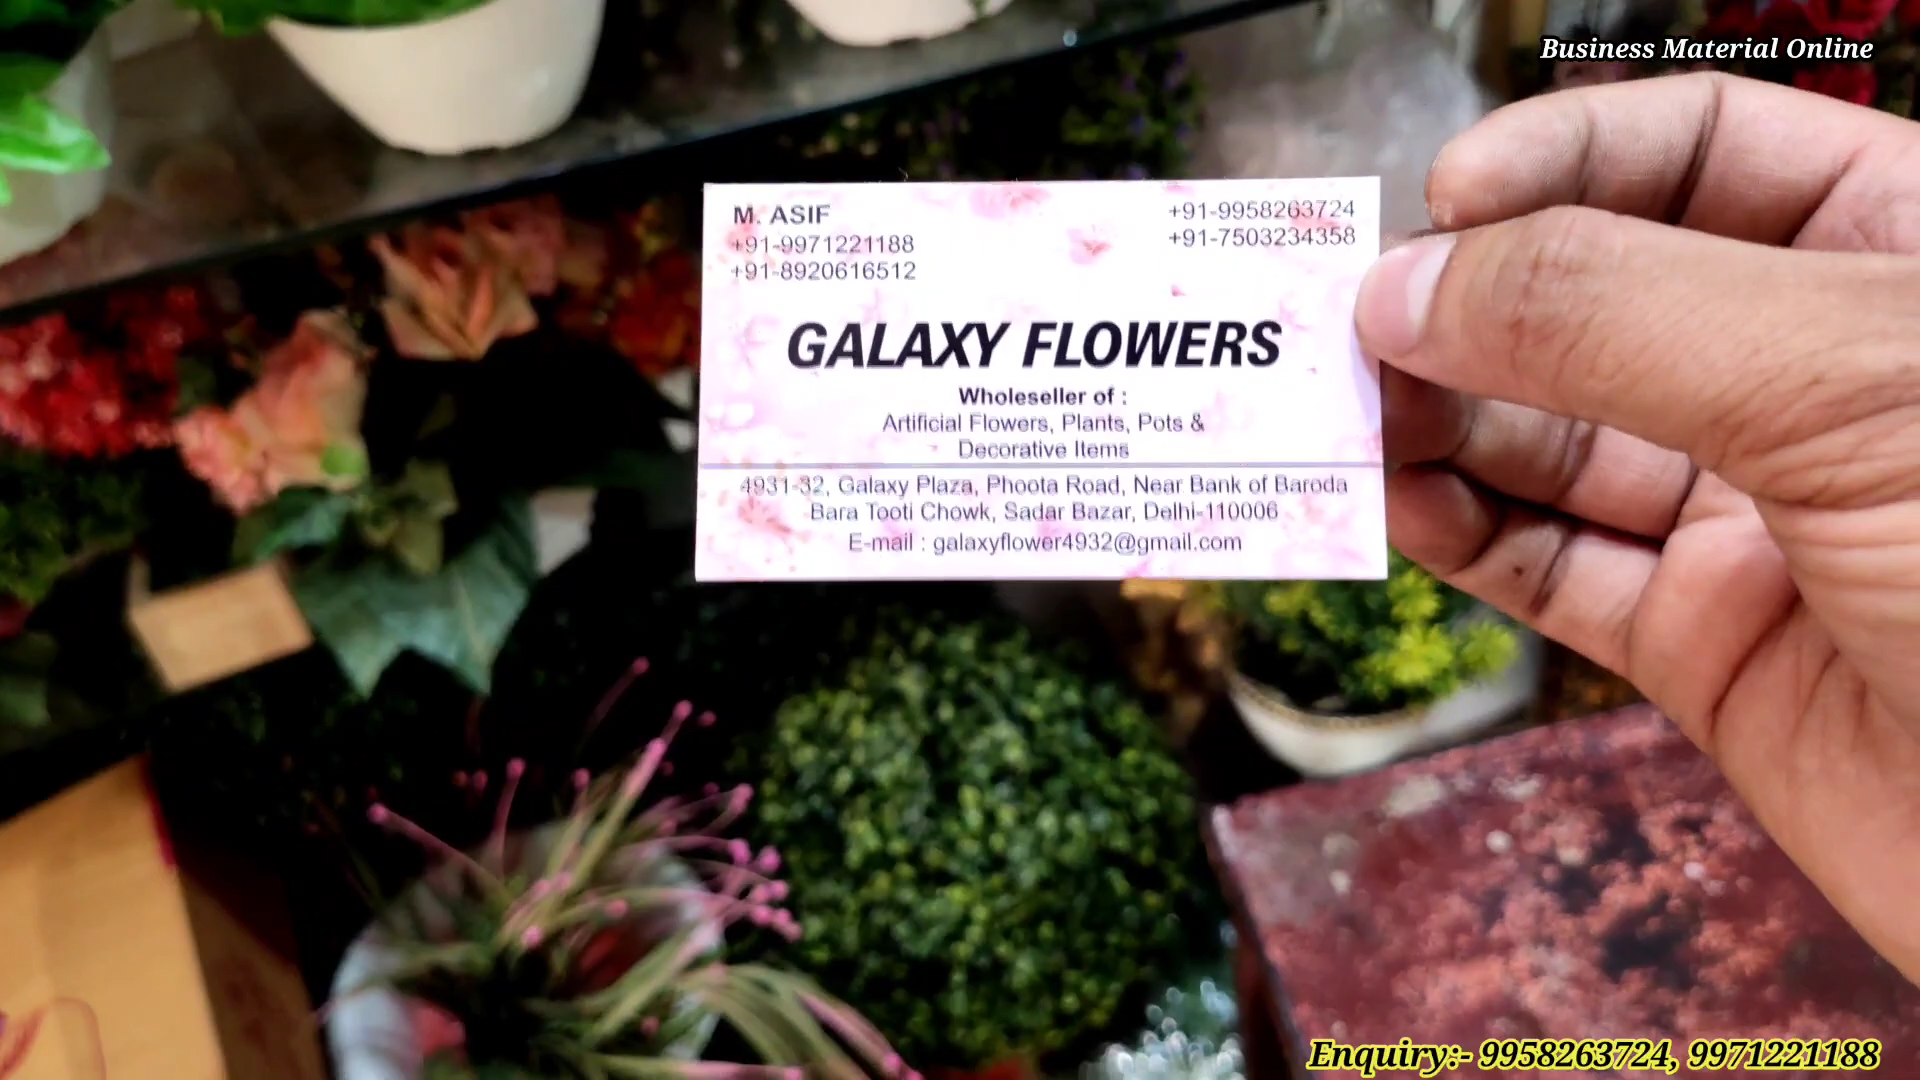 Business Material Online
M. ASIF
+91-9971221188
+91-8920616512
+91-9958263724
+91-7503234358
GALAXY FLOWERS
Wholeseller of :
Artificial Flowers, Plants, Pots &
Decorative Items
4931-32, Galaxy Plaza, Phoota Road, Near Bank of Baroda
Bara Tooti Chowk, Sadar Bazar, Delhi-110006
E-mail : galaxyflower4932@gmail.com
Enquiry:- 9958263724, 9971221188